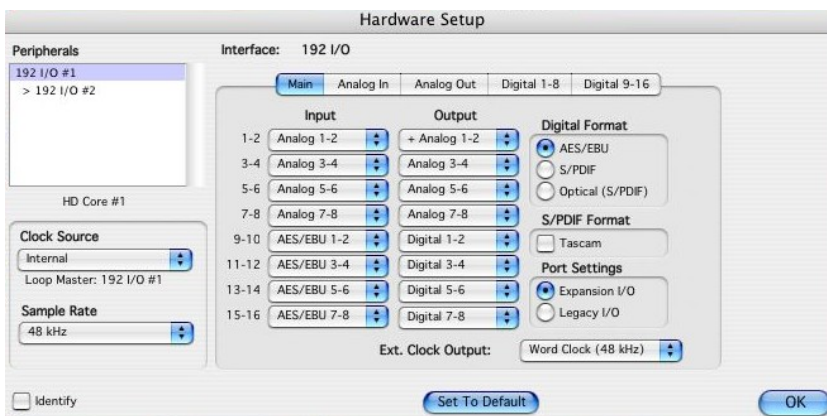 Hardware Setup
Peripherals
192 I/O #1
> 192 I/O #2
HD Core #1
Clock Source
Internal
Loop Master: 192 I/O #1
Sample Rate
48 kHz
Identify
Interface: 192 I/O
Main Analog In Analog Out Digital 1-8 Digital 9-16
Input Output
1-2 Analog 1-2 + Analog 1-2
3-4 Analog 3-4 Analog 3-4
5-6 Analog 5-6 Analog 5-6
7-8 Analog 7-8 Analog 7-8
9-10 AES/EBU 1-2 Digital 1-2
11-12 AES/EBU 3-4 Digital 3-4
13-14 AES/EBU 5-6 Digital 5-6
15-16 AES/EBU 7-8 Digital 7-8
Digital Format
AES/EBU
S/PDIF
Optical (S/PDIF)
S/PDIF Format
Tascam
Port Settings
Expansion I/O
Legacy I/O
Ext. Clock Output: Word Clock (48 kHz)
Set To Default
OK